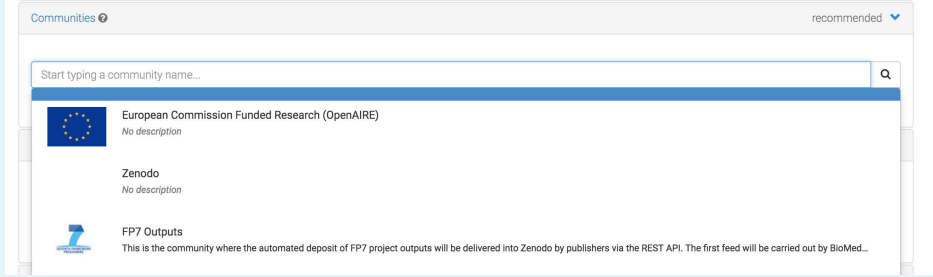 Communities
recommended
Start typing a community name...
European Commission Funded Research (OpenAIRE)
No description
Zenodo
No description
FP7 Outputs
This is the community where the automated deposit of FP7 project outputs will be delivered into Zenodo by publishers via the REST API. The first feed will be carried out by BioMed...